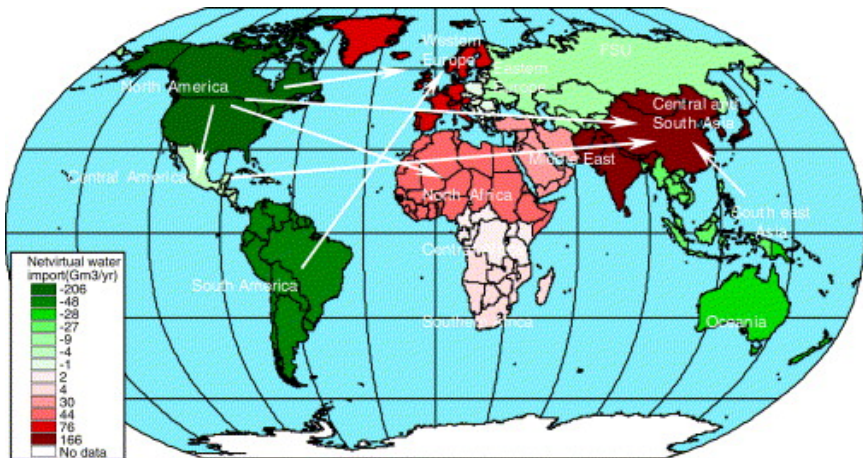 Western
Europe
FSU
Eastern
Europe
North America
Central and
South Asia
Middle East
Central America
North Africa
South east
Asia
Central
South America
Southern Africa
Oceania
Netvirtual water
import(Gm3/yr)
-206
-48
-28
-27
-9
-4
-1
2
4
30
44
76
166
No data